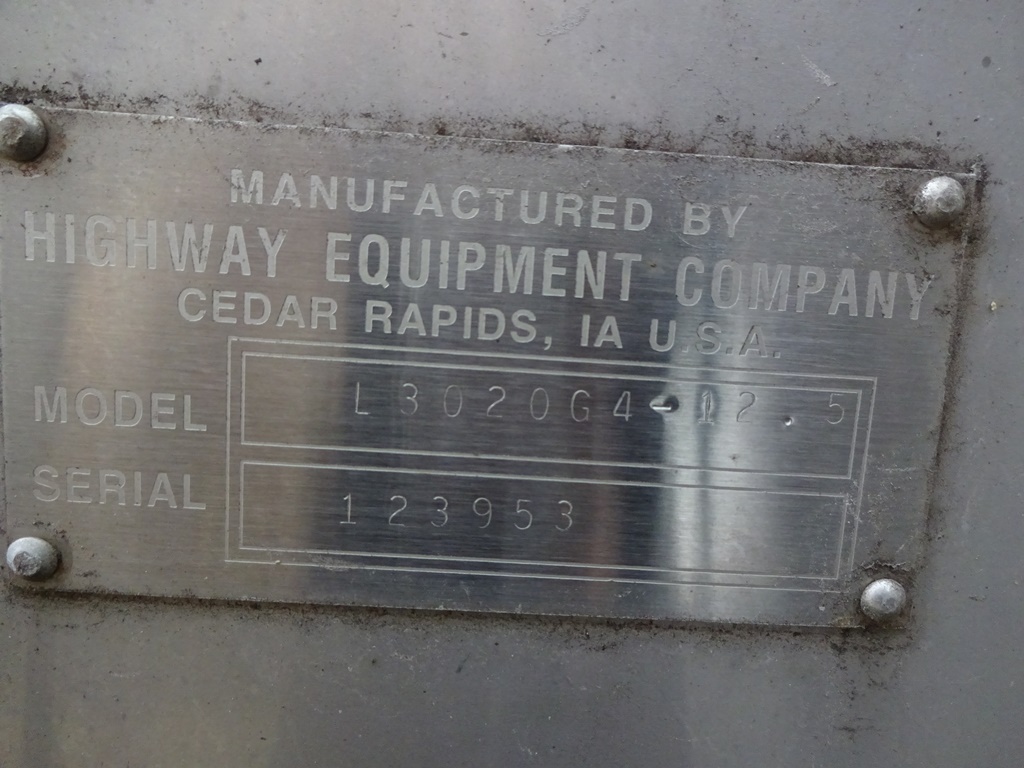 MANUFACTURED BY
HIGHWAY EQUIPMENT COMPANY
CEDAR RAPIDS, IA U.S.A.
MODEL L3020G4-12.5
SERIAL 123953